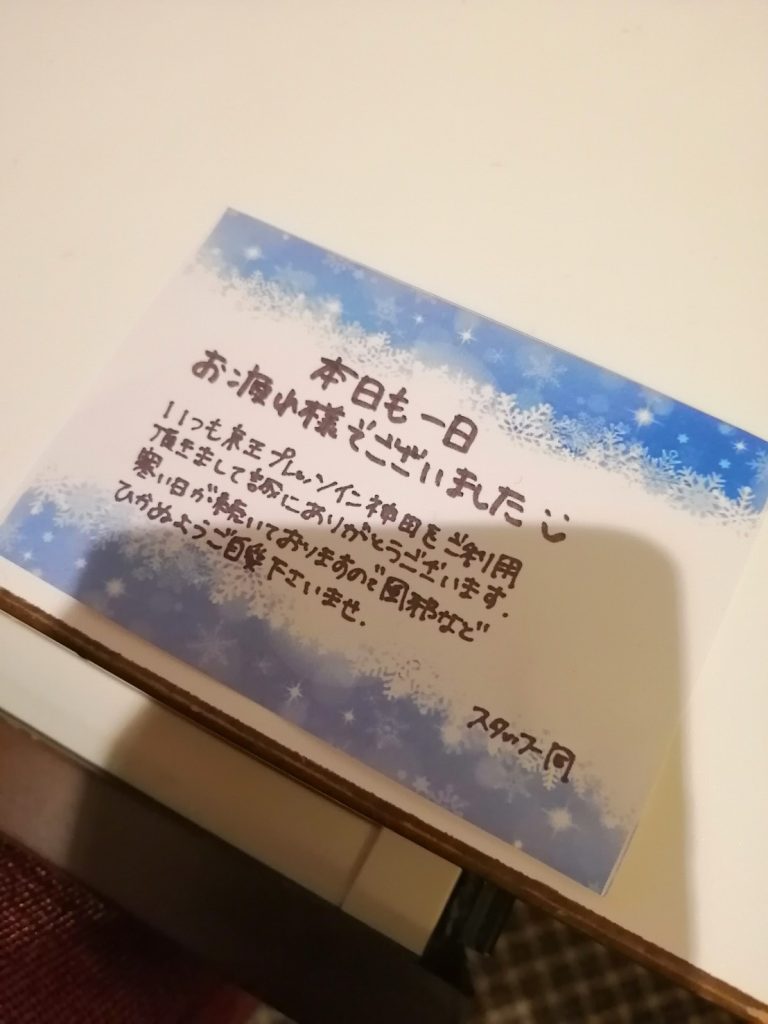 本日も一日
お疲れ様でございました
いつも京王プレッソイン神田をご利用
頂きまして誠にありがとうございます.
寒い日が続いておりますので風邪など
ひかぬようご自愛下さいませ.
スタッフ一同